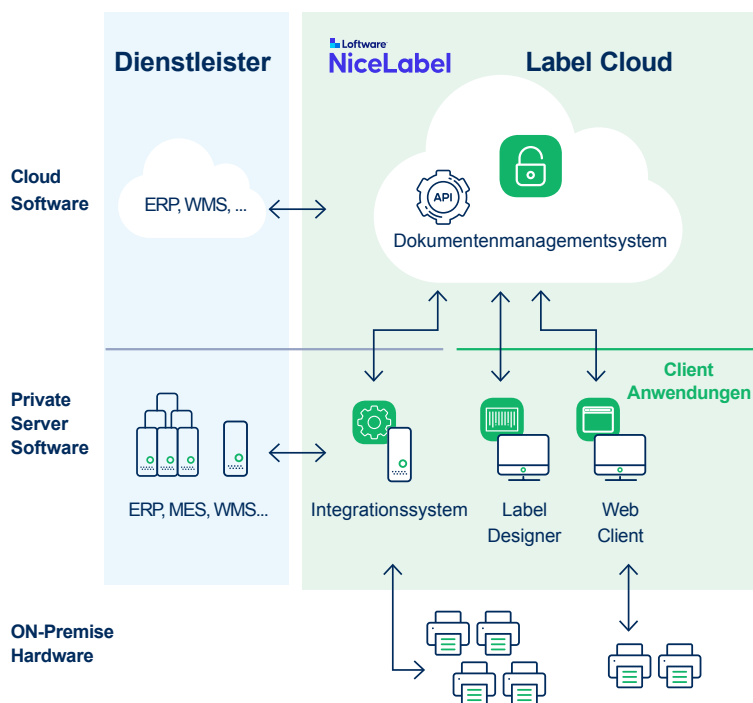 Dienstleister
Loftware
NiceLabel
Label Cloud
Cloud
Software
ERP, WMS, ...
API
Dokumentenmanagementsystem
Client
Anwendungen
Private
Server
Software
ERP, MES, WMS...
Integrationssystem
Label
Designer
Web
Client
ON-Premise
Hardware